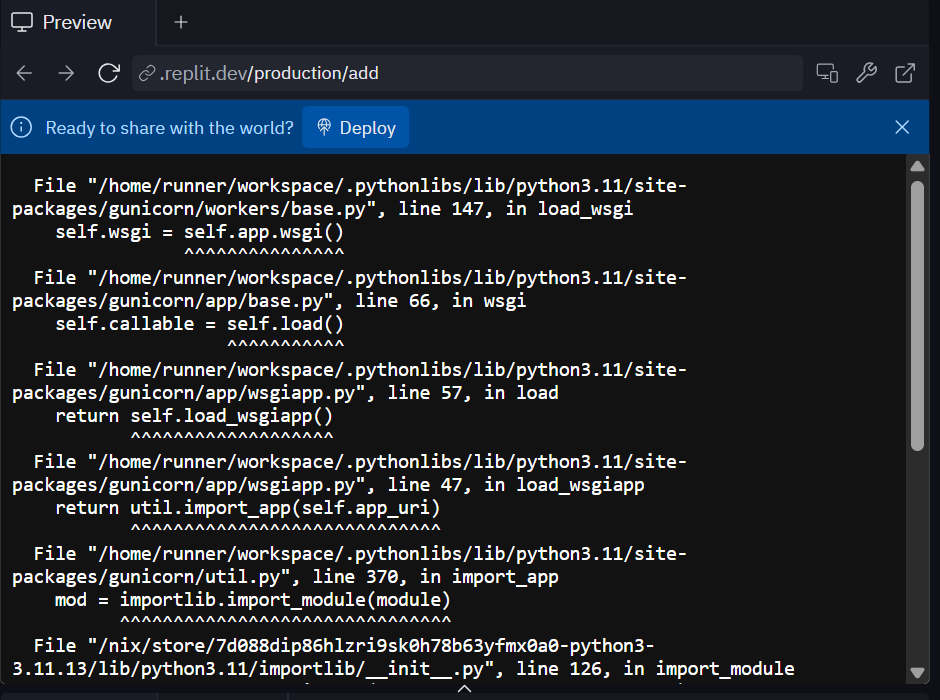 Preview
.replit.dev/production/add
Ready to share with the world? Deploy
  File "/home/runner/workspace/.pythonlibs/lib/python3.11/site-
packages/gunicorn/workers/base.py", line 147, in load_wsgi
    self.wsgi = self.app.wsgi()
                ^^^^^^^^^^^^^^^
  File "/home/runner/workspace/.pythonlibs/lib/python3.11/site-
packages/gunicorn/app/base.py", line 66, in wsgi
    self.callable = self.load()
                    ^^^^^^^^^^^
  File "/home/runner/workspace/.pythonlibs/lib/python3.11/site-
packages/gunicorn/app/wsgiapp.py", line 57, in load
    return self.load_wsgiapp()
           ^^^^^^^^^^^^^^^^^^^
  File "/home/runner/workspace/.pythonlibs/lib/python3.11/site-
packages/gunicorn/app/wsgiapp.py", line 47, in load_wsgiapp
    return util.import_app(self.app_uri)
           ^^^^^^^^^^^^^^^^^^^^^^^^^^^^^
  File "/home/runner/workspace/.pythonlibs/lib/python3.11/site-
packages/gunicorn/util.py", line 370, in import_app
    mod = importlib.import_module(module)
          ^^^^^^^^^^^^^^^^^^^^^^^^^^^^^^^
  File "/nix/store/7d088dip86hlzri9sk0h78b63yfmx0a0-python3-
3.11.13/lib/python3.11/importlib/__init__.py", line 126, in import_module